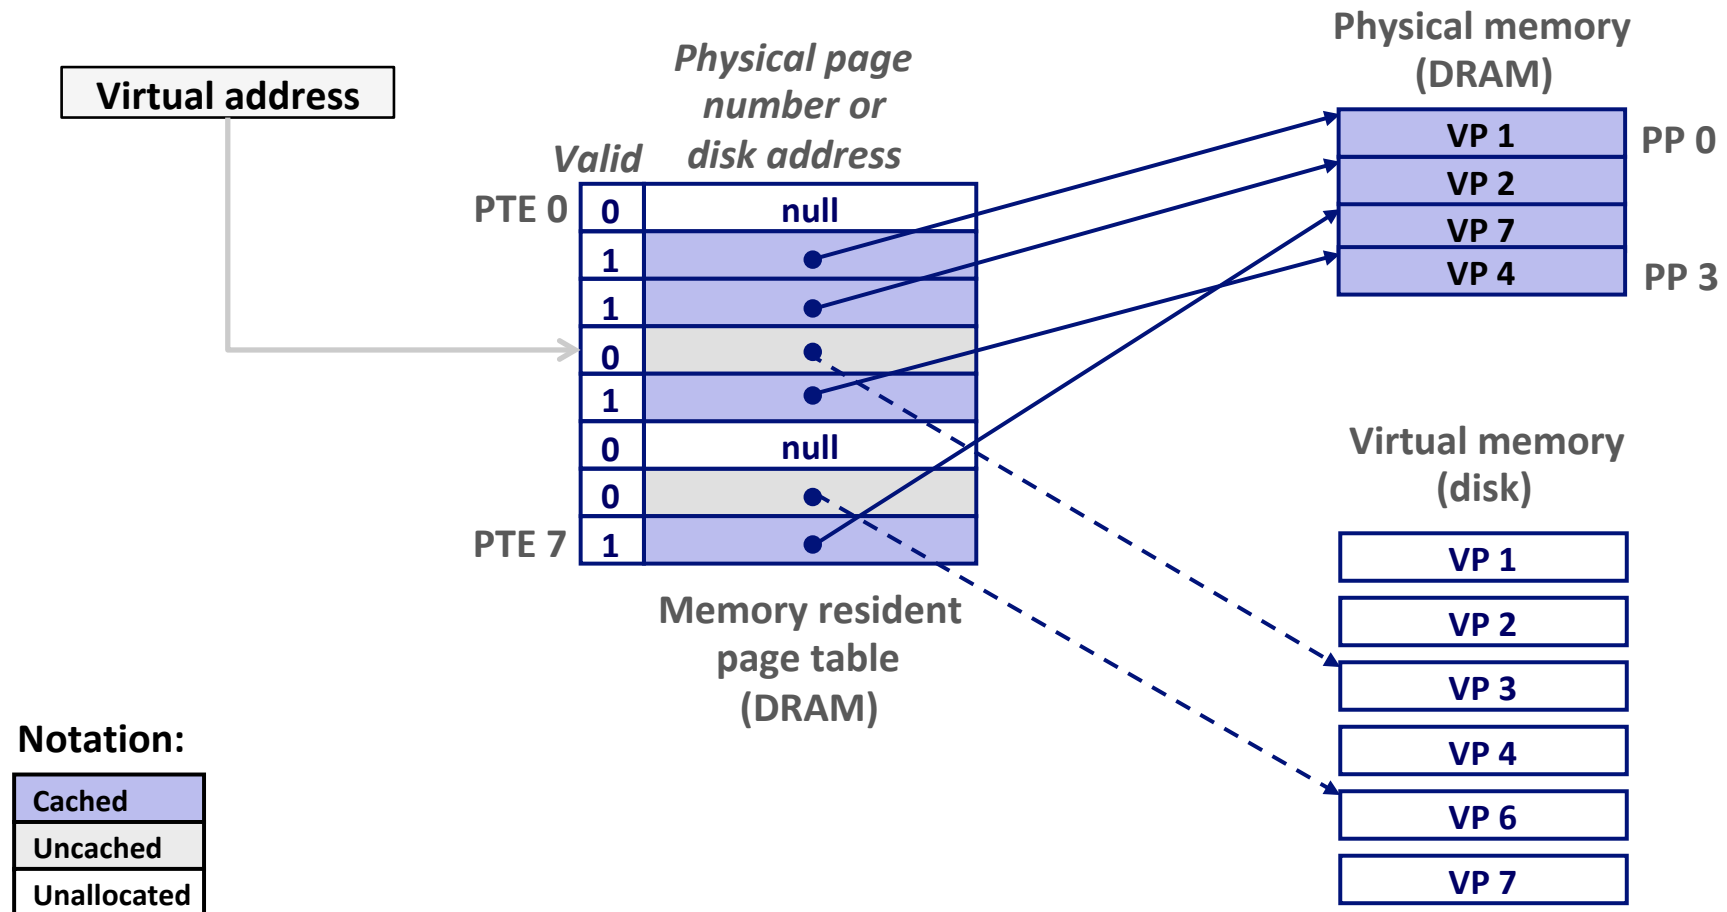 Virtual address
Physical page
number or
disk address
Valid
PTE 0
0
null
1
1
0
1
0
null
0
PTE 7
1
Memory resident
page table
(DRAM)
Physical memory
(DRAM)
VP 1
PP 0
VP 2
VP 7
VP 4
PP 3
Virtual memory
(disk)
VP 1
VP 2
VP 3
VP 4
VP 6
VP 7
Notation:
Cached
Uncached
Unallocated